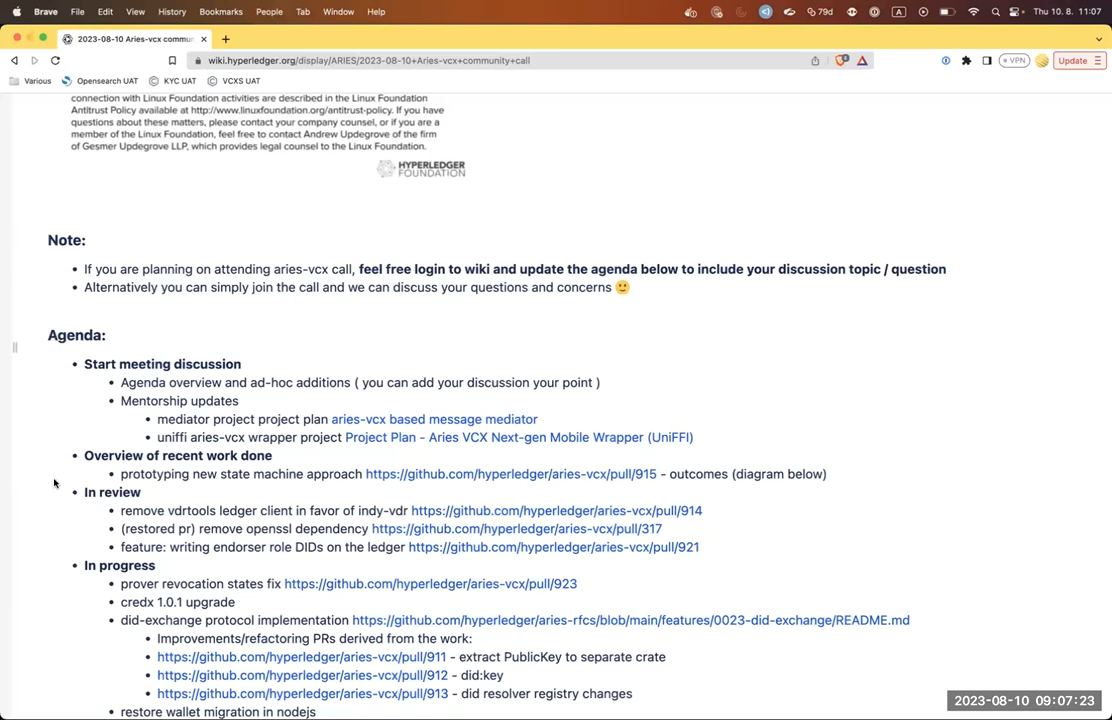 Brave File Edit View History Bookmarks People Tab Window Help 79d A Thu 10. 8. 11:07
2023-08-10 Aries-vcx commun
wiki.hyperledger.org/display/ARIES/2023-08-10+Aries-vcx+community+call VPN Update
Various Opensearch UAT KYC UAT VCXS UAT
connection with Linux Foundation activities are described in the Linux Foundation
Antitrust Policy available at http://www.linuxfoundation.org/antitrust-policy. If you have
questions about these matters, please contact your company counsel, or if you are a
member of the Linux Foundation, feel free to contact Andrew Updegrove of the firm
of Gesmer Updegrove LLP, which provides legal counsel to the Linux Foundation.
HYPERLEDGER
FOUNDATION
Note:
• If you are planning on attending aries-vcx call, feel free login to wiki and update the agenda below to include your discussion topic / question
• Alternatively you can simply join the call and we can discuss your questions and concerns 🙂
Agenda:
• Start meeting discussion
• Agenda overview and ad-hoc additions ( you can add your discussion your point )
• Mentorship updates
• mediator project project plan aries-vcx based message mediator
• uniffi aries-vcx wrapper project Project Plan - Aries VCX Next-gen Mobile Wrapper (UniFFI)
• Overview of recent work done
• prototyping new state machine approach https://github.com/hyperledger/aries-vcx/pull/915 - outcomes (diagram below)
• In review
• remove vdrtools ledger client in favor of indy-vdr https://github.com/hyperledger/aries-vcx/pull/914
• (restored pr) remove openssl dependency https://github.com/hyperledger/aries-vcx/pull/317
• feature: writing endorser role DIDs on the ledger https://github.com/hyperledger/aries-vcx/pull/921
• In progress
• prover revocation states fix https://github.com/hyperledger/aries-vcx/pull/923
• credx 1.0.1 upgrade
• did-exchange protocol implementation https://github.com/hyperledger/aries-rfcs/blob/main/features/0023-did-exchange/README.md
• Improvements/refactoring PRs derived from the work:
• https://github.com/hyperledger/aries-vcx/pull/911 - extract PublicKey to separate crate
• https://github.com/hyperledger/aries-vcx/pull/912 - did:key
• https://github.com/hyperledger/aries-vcx/pull/913 - did resolver registry changes
• restore wallet migration in nodejs
2023-08-10 09:07:23